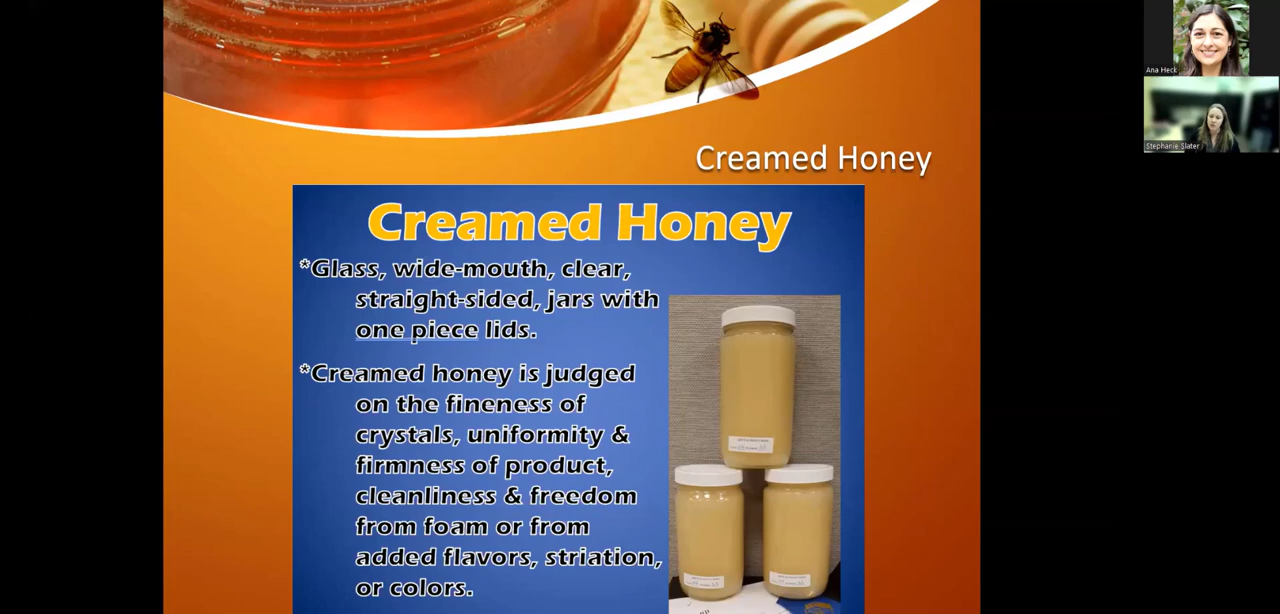 Ana Heck
Stephanie Slater
Creamed Honey
Creamed Honey
*Glass, wide-mouth, clear,
straight-sided, jars with
one piece lids.
*Creamed honey is judged
on the fineness of
crystals, uniformity &
firmness of product,
cleanliness & freedom
from foam or from
added flavors, striation,
or colors.